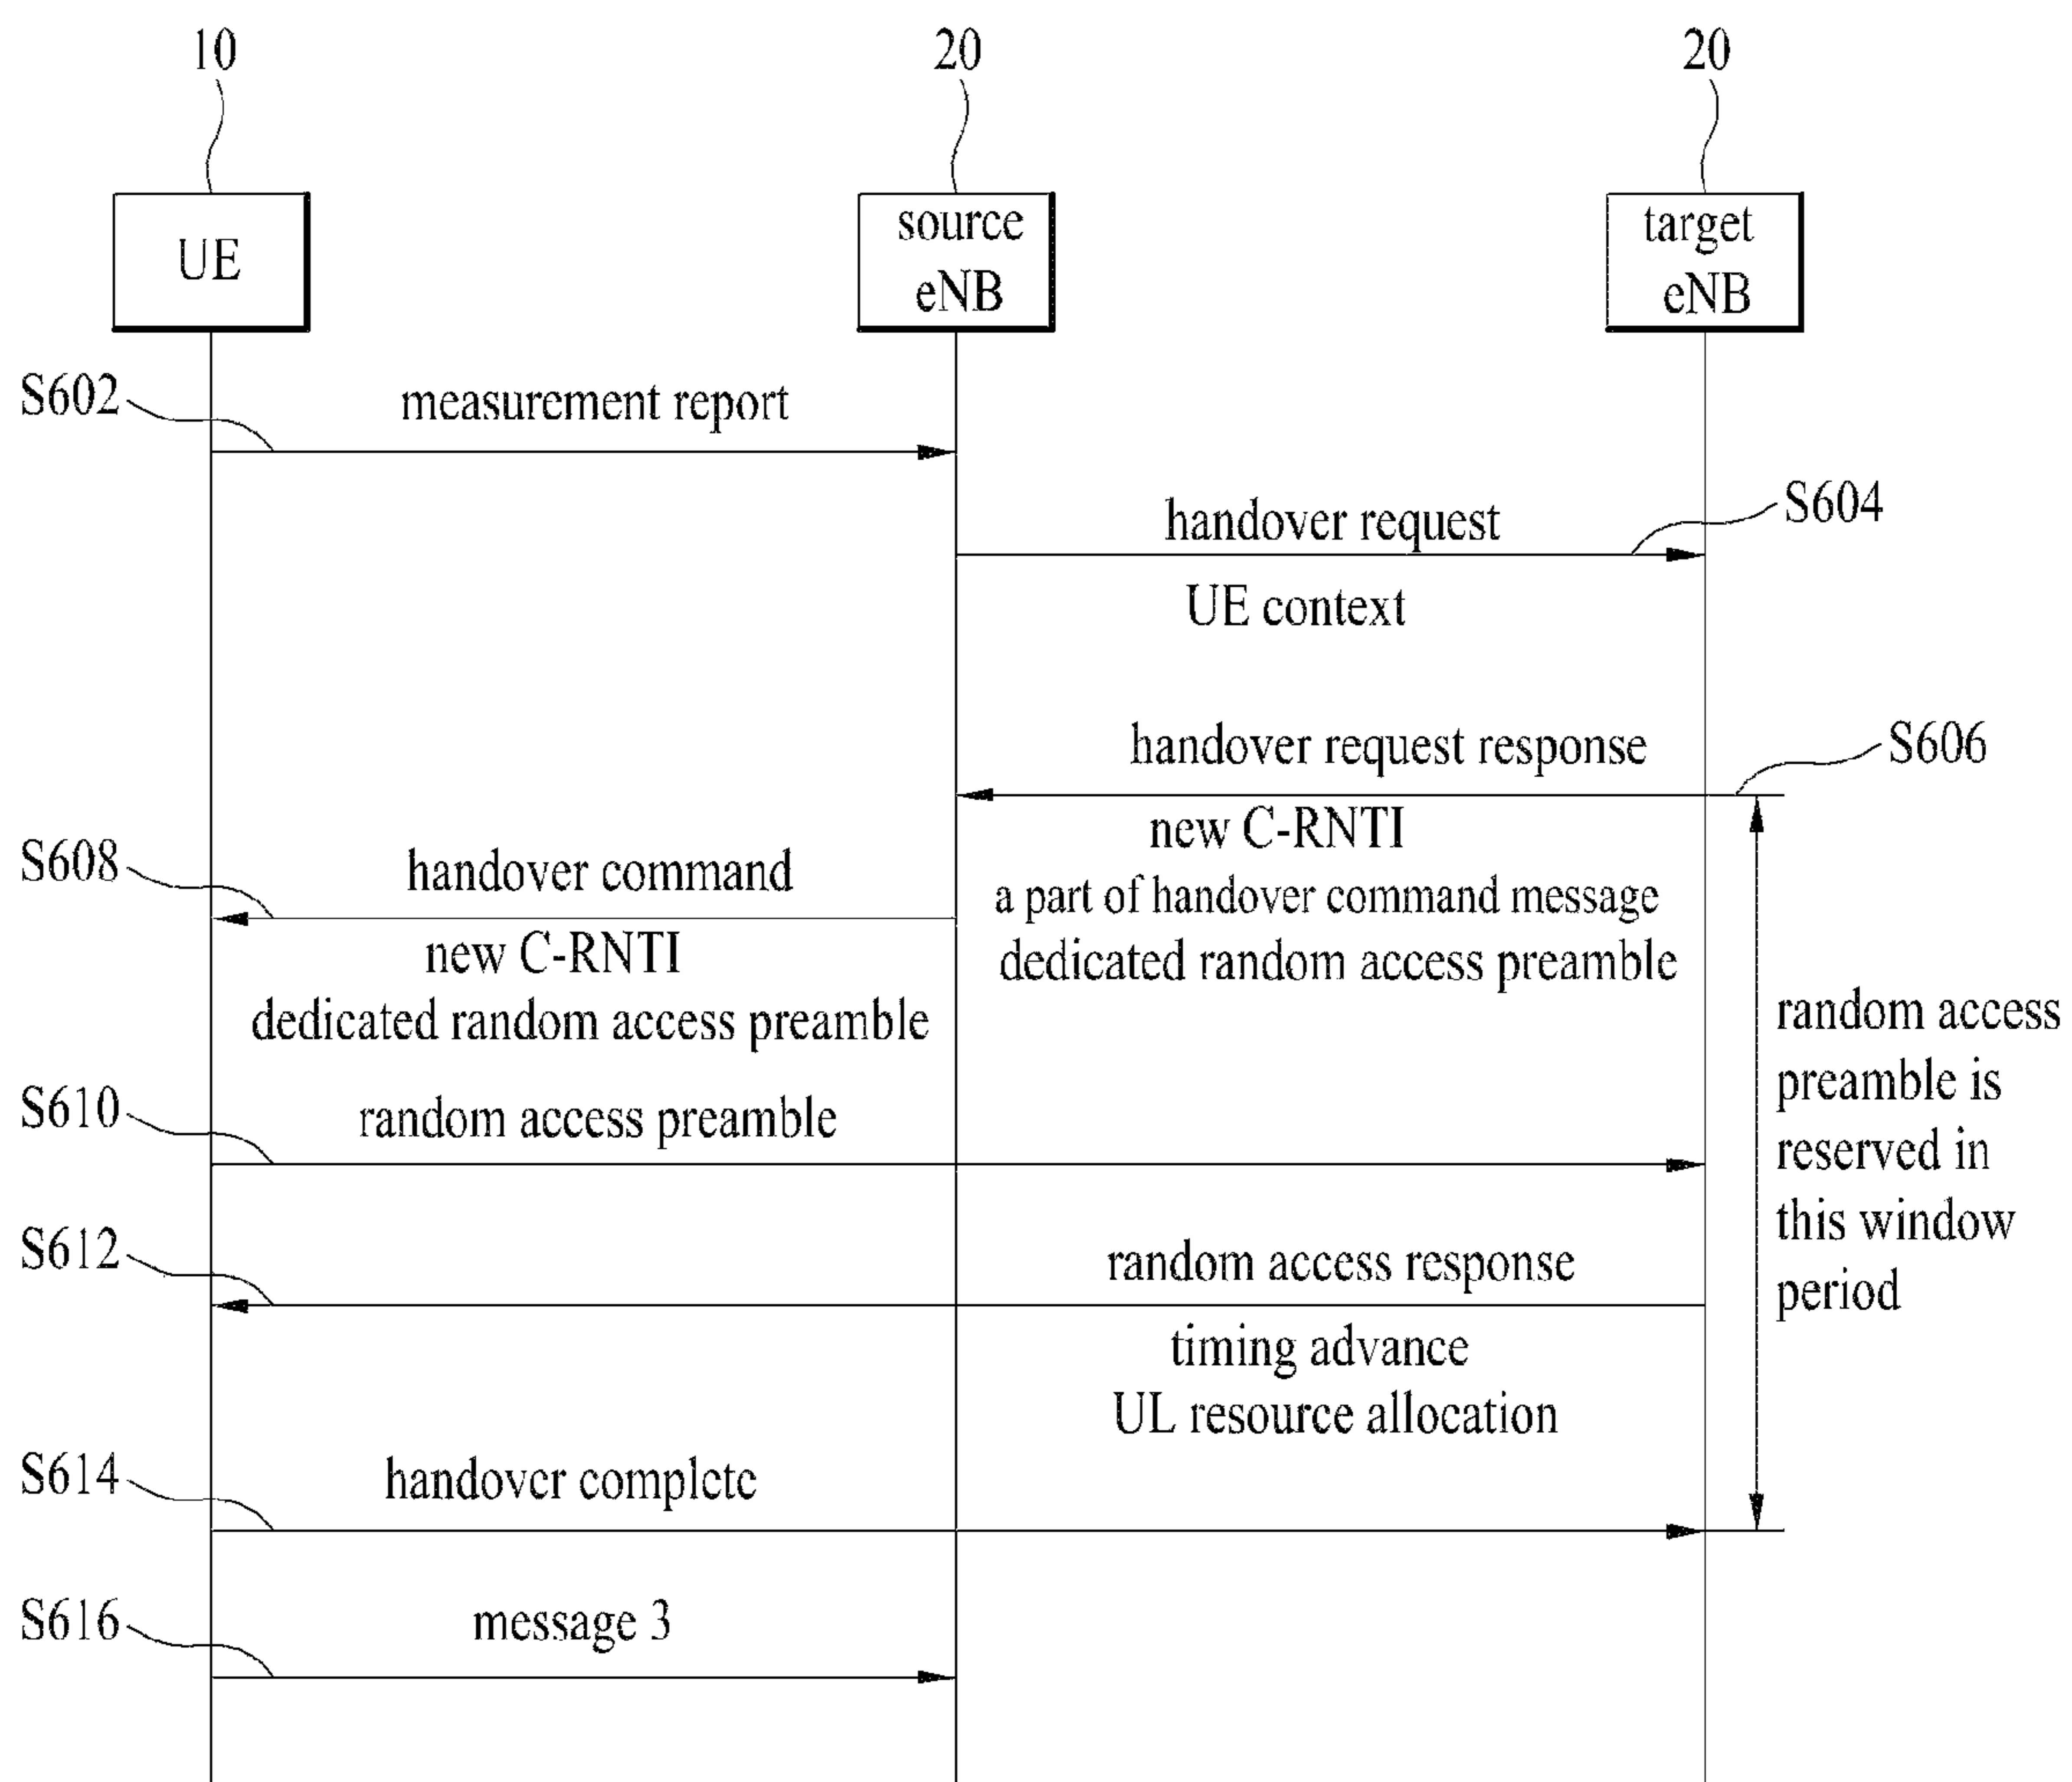 10
20
20
UE
source
eNB
target
eNB
S602
measurement report
handover request
S604
UE context
handover request response
S606
new C-RNTI
a part of handover command message
dedicated random access preamble
S608
handover command
new C-RNTI
dedicated random access preamble
random access
preamble is
reserved in
this window
period
S610
random access preamble
S612
random access response
timing advance
UL resource allocation
S614
handover complete
S616
message 3